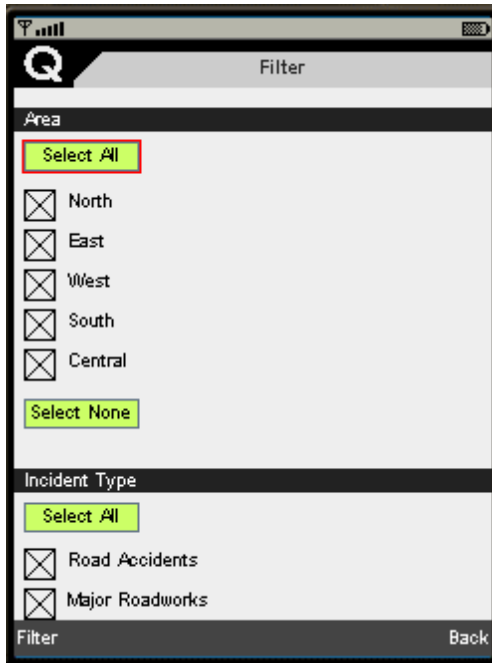 Q
Filter
Area
Select All
North
East
West
South
Central
Select None
Incident Type
Select All
Road Accidents
Major Roadworks
Filter
Back